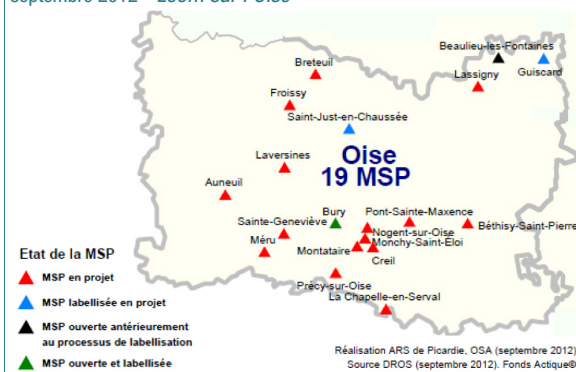 septembre 2012 – Zoom sur l'Oise
Beaulieu-les-Fontaines
Breteuil
Lassigny
Guiscard
Froissy
Saint-Just-en-Chaussée
Oise
19 MSP
Laversines
Auneuil
Bury
Pont-Sainte-Maxence
Sainte-Geneviève
Nogent-sur-Oise
Béthisy-Saint-Pierre
Méru
Montataire
Monchy-Saint-Éloi
Creil
Précy-sur-Oise
La Chapelle-en-Serval
Etat de la MSP
MSP en projet
MSP labellisée en projet
MSP ouverte antérieurement
au processus de labellisation
MSP ouverte et labellisée
Réalisation ARS de Picardie, OSA (septembre 2012)
Source DROS (septembre 2012). Fonds Actique®